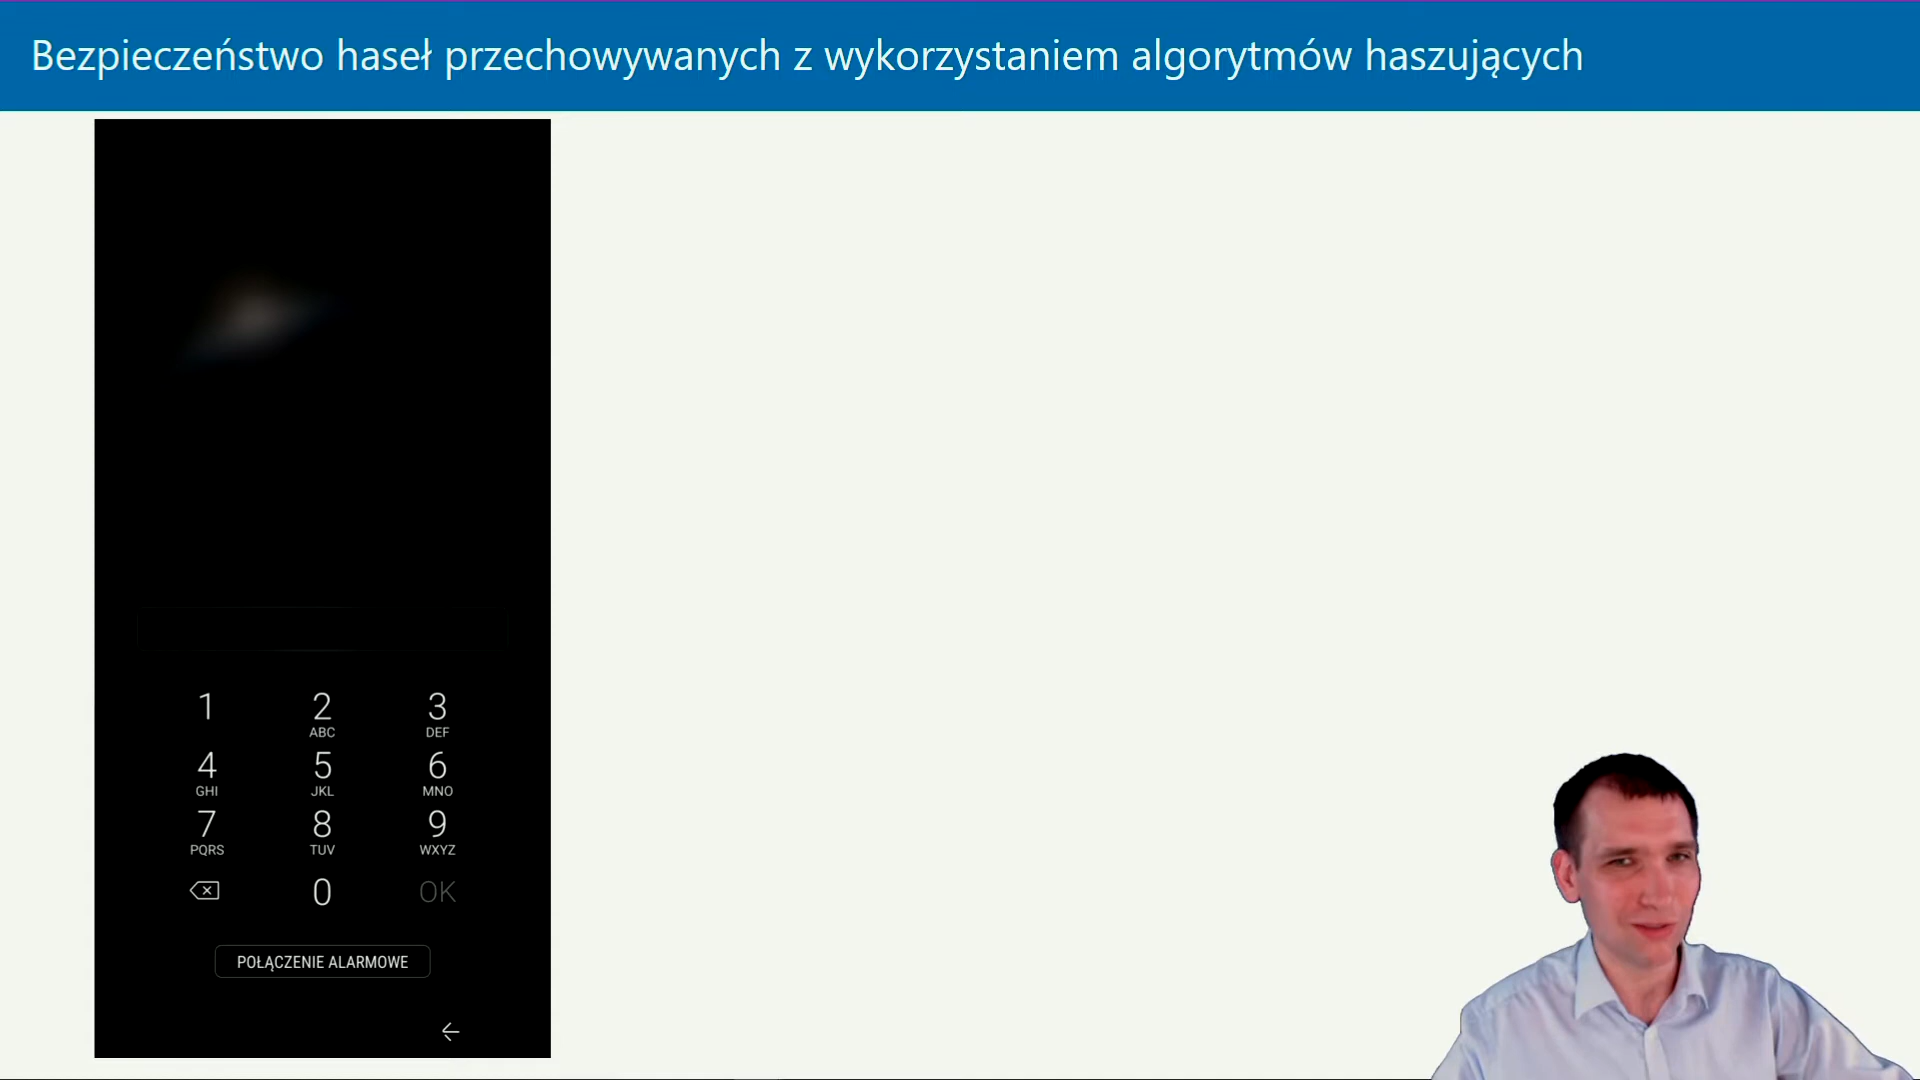 Bezpieczeństwo haseł przechowywanych z wykorzystaniem algorytmów haszujących
1 2 3
ABC DEF
4 5 6
GHI JKL MNO
7 8 9
PQRS TUV WXYZ
0 OK
POŁĄCZENIE ALARMOWE